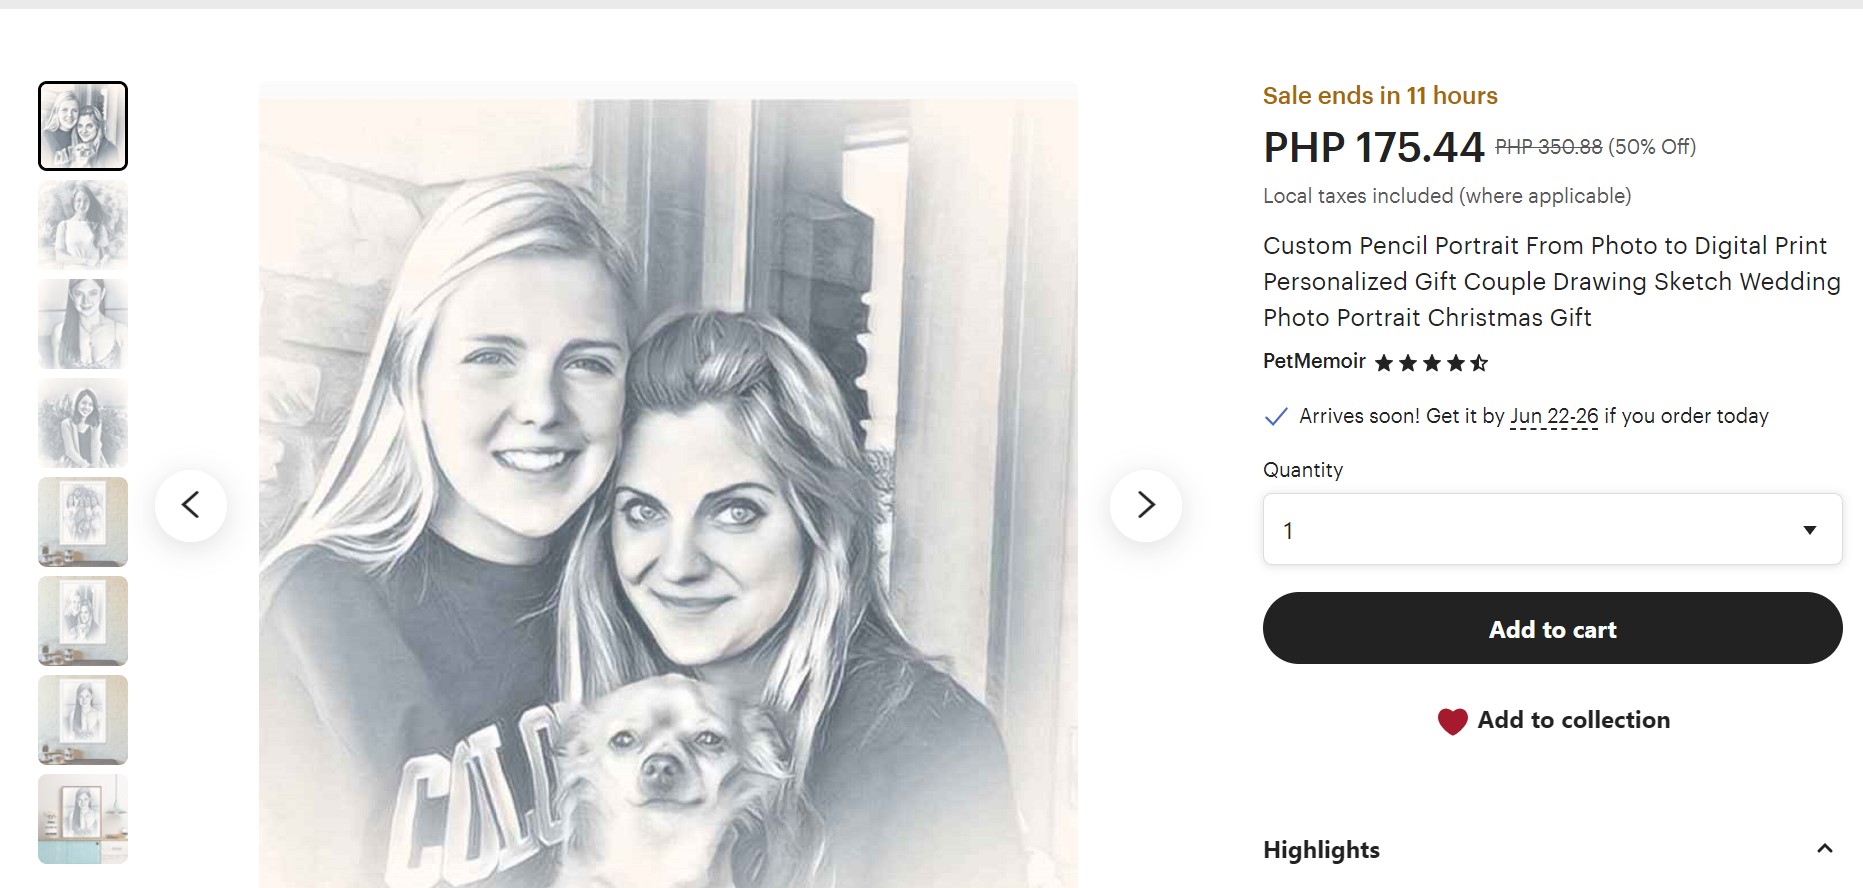 Sale ends in 11 hours
PHP 175.44 PHP 350.88 (50% Off)
Local taxes included (where applicable)
Custom Pencil Portrait From Photo to Digital Print
Personalized Gift Couple Drawing Sketch Wedding
Photo Portrait Christmas Gift
PetMemoir
Arrives soon! Get it by Jun 22-26 if you order today
Quantity
1
Add to cart
Add to collection
Highlights
COLO